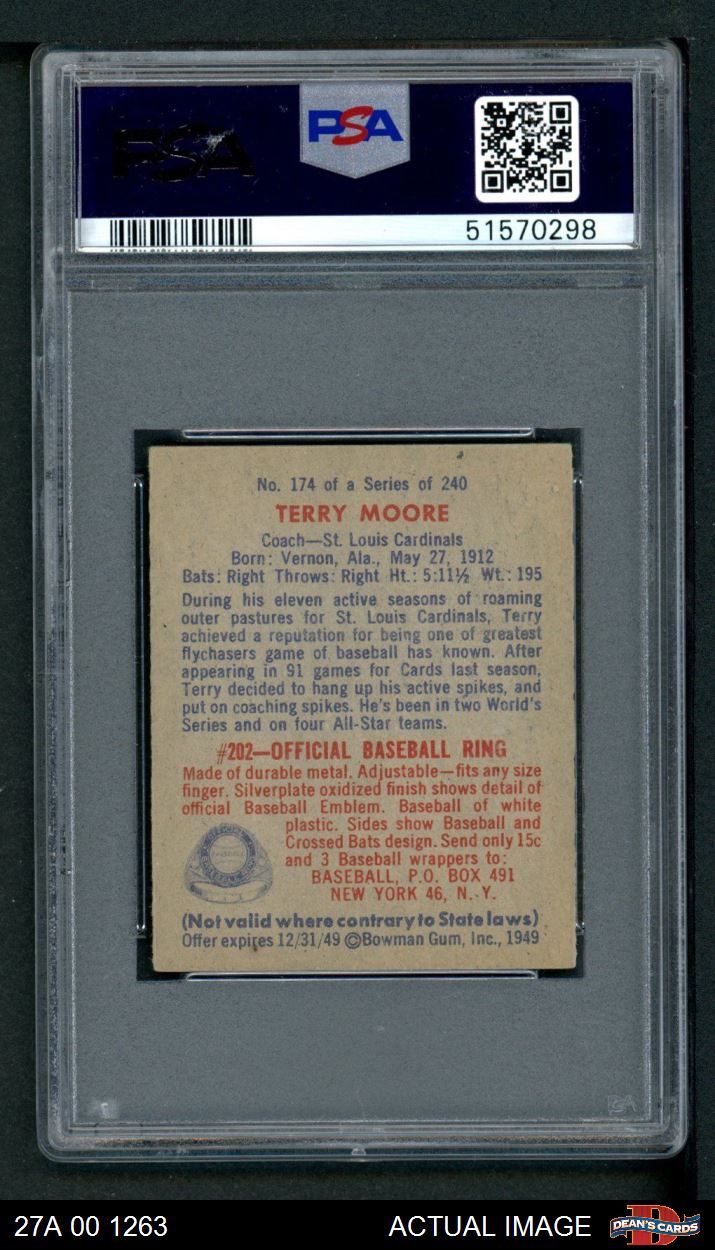 PSA
PSA
51570298
No. 174 of a Series of 240
TERRY MOORE
Coach—St. Louis Cardinals
Born: Vernon, Ala., May 27, 1912
Bats: Right Throws: Right Ht.: 5:11½ Wt.: 195
During his eleven active seasons of roaming
outer pastures for St. Louis Cardinals, Terry
achieved a reputation for being one of greatest
flychasers game of baseball has known. After
appearing in 91 games for Cards last season,
Terry decided to hang up his active spikes, and
put on coaching spikes. He's been in two World's
Series and on four All-Star teams.
#202—OFFICIAL BASEBALL RING
Made of durable metal. Adjustable—fits any size
finger. Silverplate oxidized finish shows detail of
official Baseball Emblem. Baseball of white
plastic. Sides show Baseball and
Crossed Bats design. Send only 15c
and 3 Baseball wrappers to:
BASEBALL, P.O. BOX 491
NEW YORK 46, N.Y.
(Not valid where contrary to State laws)
Offer expires 12/31/49 ©Bowman Gum, Inc., 1949
PSA
27A 00 1263
ACTUAL IMAGE
DEAN'S CARDS